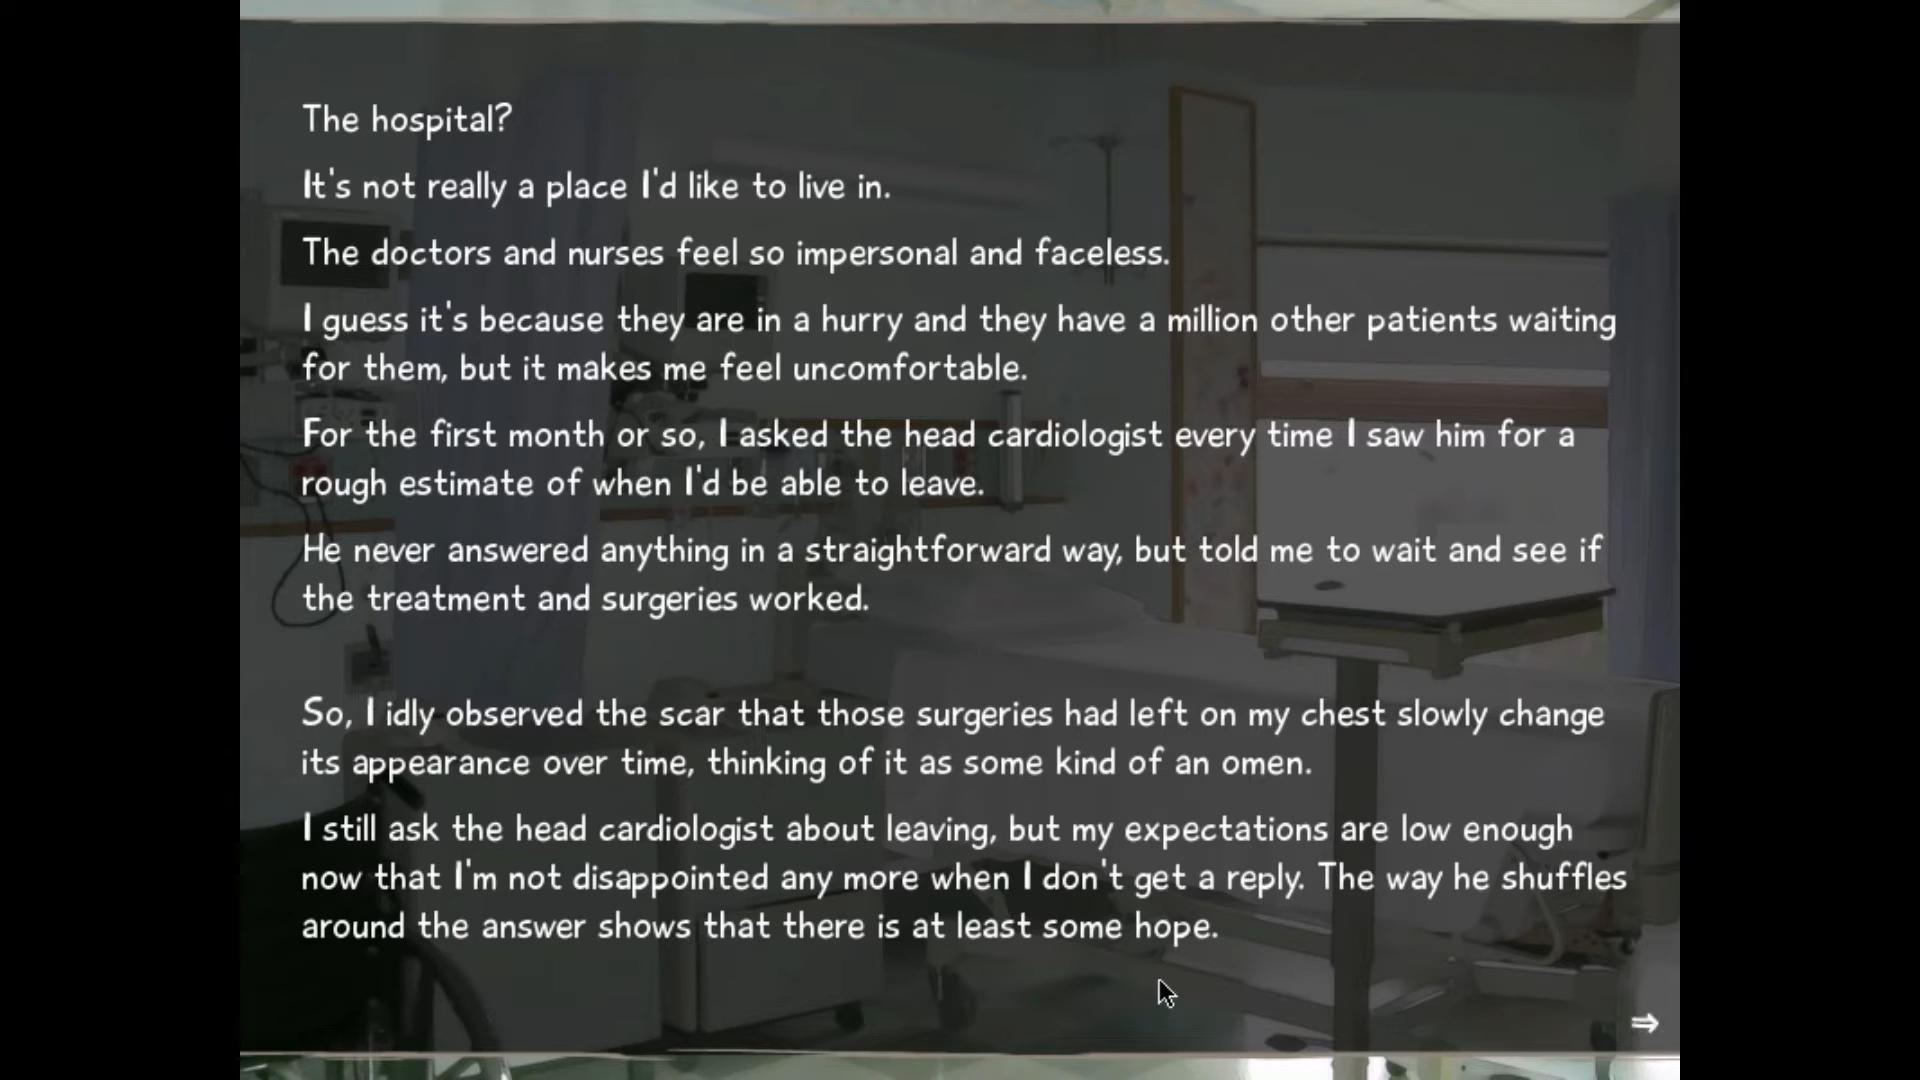 The hospital?
It's not really a place I'd like to live in.
The doctors and nurses feel so impersonal and faceless.
I guess it's because they are in a hurry and they have a million other patients waiting
for them, but it makes me feel uncomfortable.
For the first month or so, I asked the head cardiologist every time I saw him for a
rough estimate of when I'd be able to leave.
He never answered anything in a straightforward way, but told me to wait and see if
the treatment and surgeries worked.
So, I idly observed the scar that those surgeries had left on my chest slowly change
its appearance over time, thinking of it as some kind of an omen.
I still ask the head cardiologist about leaving, but my expectations are low enough
now that I'm not disappointed any more when I don't get a reply. The way he shuffles
around the answer shows that there is at least some hope.